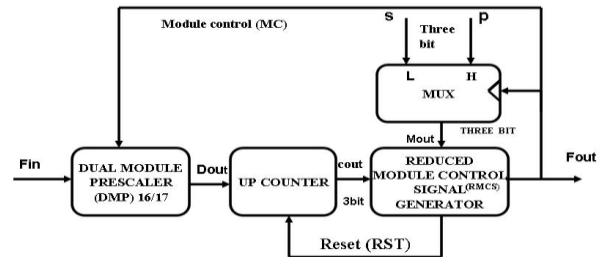 Module control (MC)
s
Three
bit
p
L
H
MUX
Mout
THREE BIT
Fin
DUAL MODULE
PRESCALER
(DMP) 16/17
Dout
UP COUNTER
cout
3bit
REDUCED
MODULE CONTROL
SIGNAL(RMCS)
GENERATOR
Fout
Reset (RST)